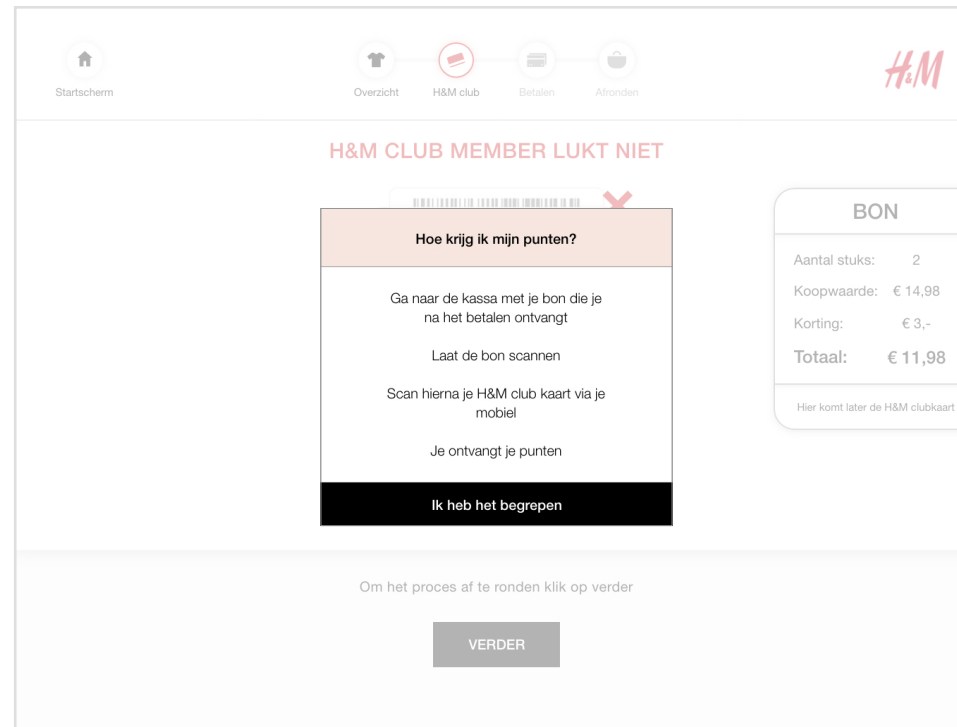 Startscherm
Overzicht
H&M club
Betalen
Afronden
H&M
H&M CLUB MEMBER LUKT NIET
Hoe krijg ik mijn punten?
Ga naar de kassa met je bon die je
na het betalen ontvangt
Laat de bon scannen
Scan hierna je H&M club kaart via je
mobiel
Je ontvangt je punten
Ik heb het begrepen
BON
Aantal stuks: 2
Koopwaarde: € 14,98
Korting: € 3,-
Totaal: € 11,98
Hier komt later de H&M clubkaart
Om het proces af te ronden klik op verder
VERDER